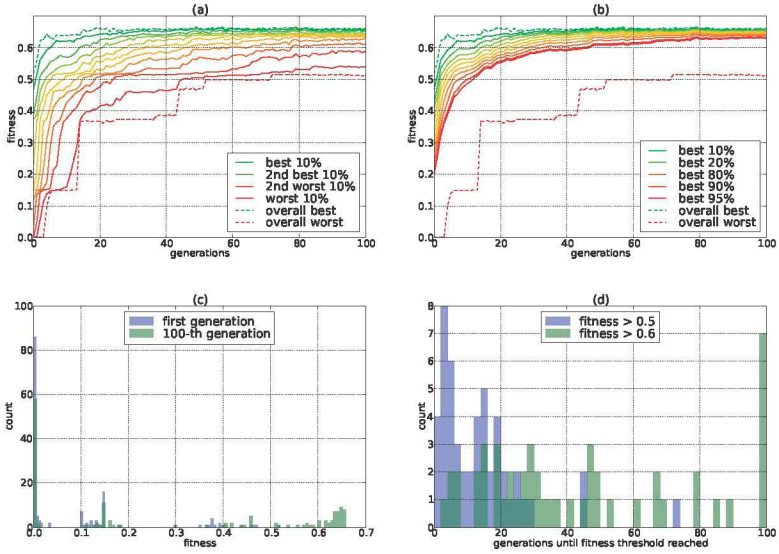 (a)
0.6
0.5
0.4
0.3
0.2
0.1
0.0
fitness
0
20
40
60
80
100
generations
best 10%
2nd best 10%
2nd worst 10%
worst 10%
overall best
overall worst
(b)
0.6
0.5
0.4
0.3
0.2
0.1
0.0
fitness
0
20
40
60
80
100
generations
best 10%
best 20%
best 80%
best 90%
best 95%
overall best
overall worst
(c)
100
80
60
40
20
0
count
0.0
0.1
0.2
0.3
0.4
0.5
0.6
0.7
fitness
first generation
100-th generation
(d)
8
7
6
5
4
3
2
1
0
count
0
20
40
60
80
100
generations until fitness threshold reached
fitness > 0.5
fitness > 0.6